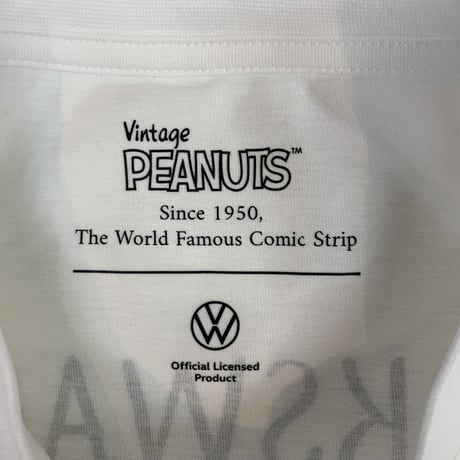 Vintage
PEANUTS™
Since 1950,
The World Famous Comic Strip
Official Licensed
Product